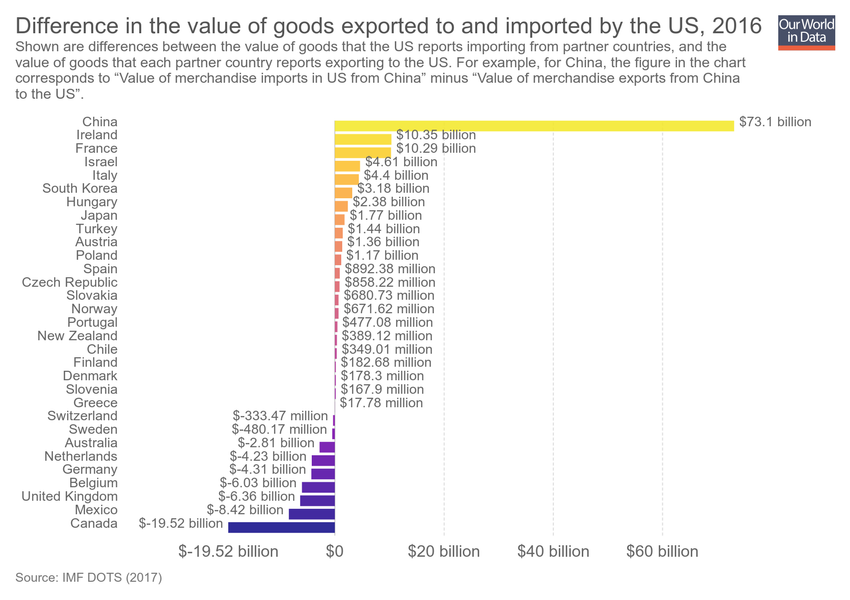 Difference in the value of goods exported to and imported by the US, 2016
Our World
in Data
Shown are differences between the value of goods that the US reports importing from partner countries, and the
value of goods that each partner country reports exporting to the US. For example, for China, the figure in the chart
corresponds to “Value of merchandise imports in US from China” minus “Value of merchandise exports from China
to the US”.
China $73.1 billion
Ireland $10.35 billion
France $10.29 billion
Israel $4.61 billion
Italy $4.4 billion
South Korea $3.18 billion
Hungary $2.38 billion
Japan $1.77 billion
Turkey $1.44 billion
Austria $1.36 billion
Poland $1.17 billion
Spain $892.38 million
Czech Republic $858.22 million
Slovakia $680.73 million
Norway $671.62 million
Portugal $477.08 million
New Zealand $389.12 million
Chile $349.01 million
Finland $182.68 million
Denmark $178.3 million
Slovenia $167.9 million
Greece $17.78 million
Switzerland $-333.47 million
Sweden $-480.17 million
Australia $-2.81 billion
Netherlands $-4.23 billion
Germany $-4.31 billion
Belgium $-6.03 billion
United Kingdom $-6.36 billion
Mexico $-8.42 billion
Canada $-19.52 billion
$-19.52 billion $0 $20 billion $40 billion $60 billion
Source: IMF DOTS (2017)